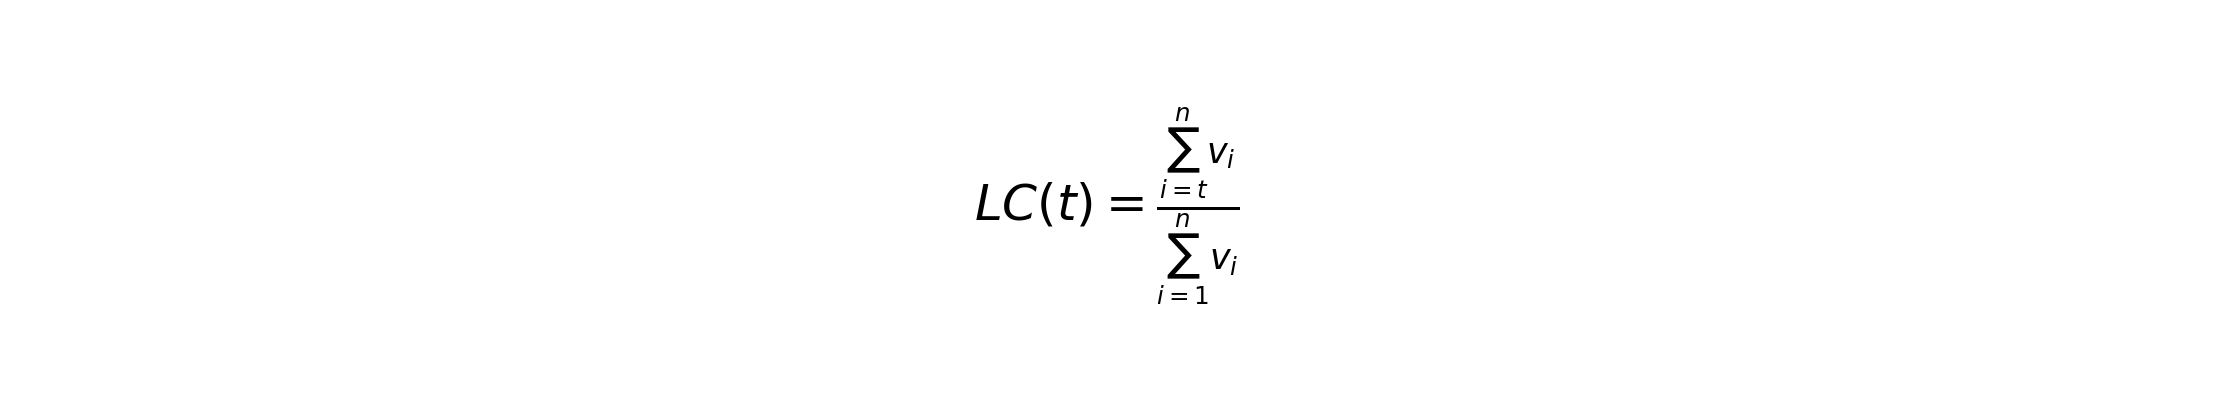 $LC(t) = \frac{\sum_{i=t}^{n} v_i}{\sum_{i=1}^{n} v_i}$